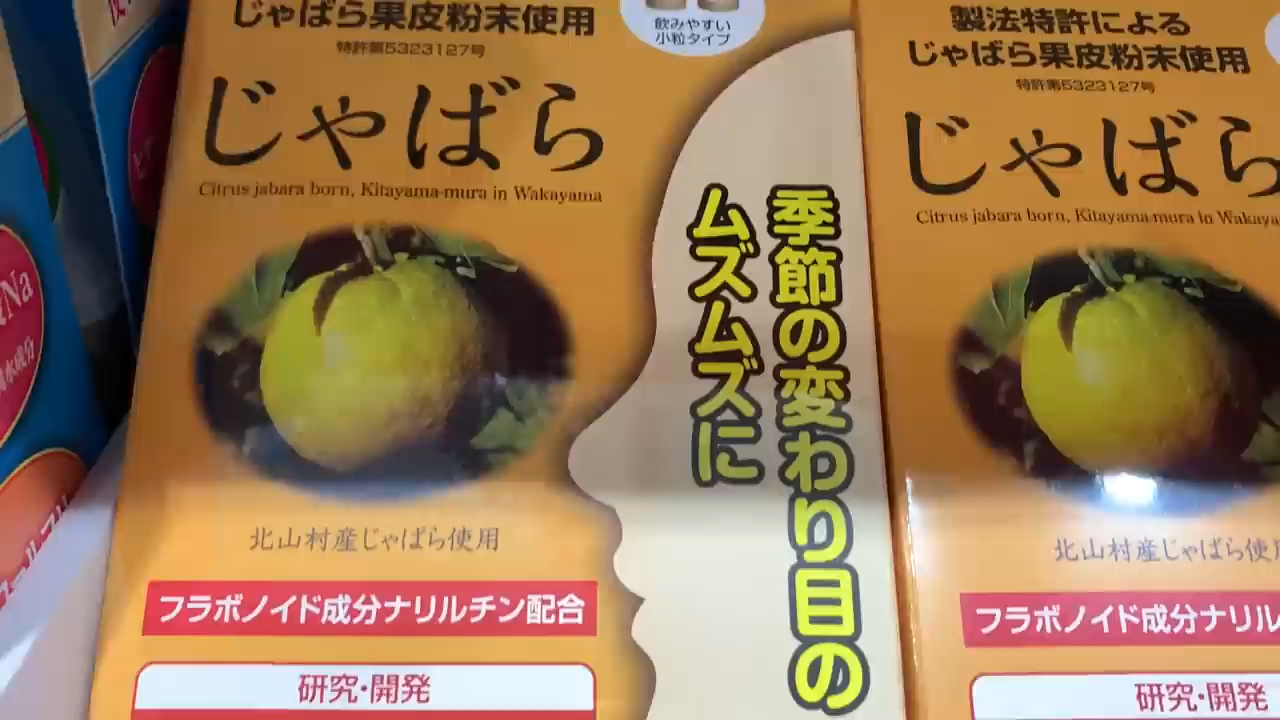 じゃばら果皮粉末使用
特許第5323127号
じゃばら
Citrus jabara born, Kitayama-mura in Wakayama
飲みやすい
小粒タイプ
季節の変わり目の
ムズムズに
北山村産じゃばら使用
フラボノイド成分ナリルチン配合
研究・開発
製法特許による
じゃばら果皮粉末使用
特許第5323127号
じゃばら
Citrus jabara born, Kitayama-mura in Wakaya
北山村産じゃばら使用
フラボノイド成分ナリル
研究・開発